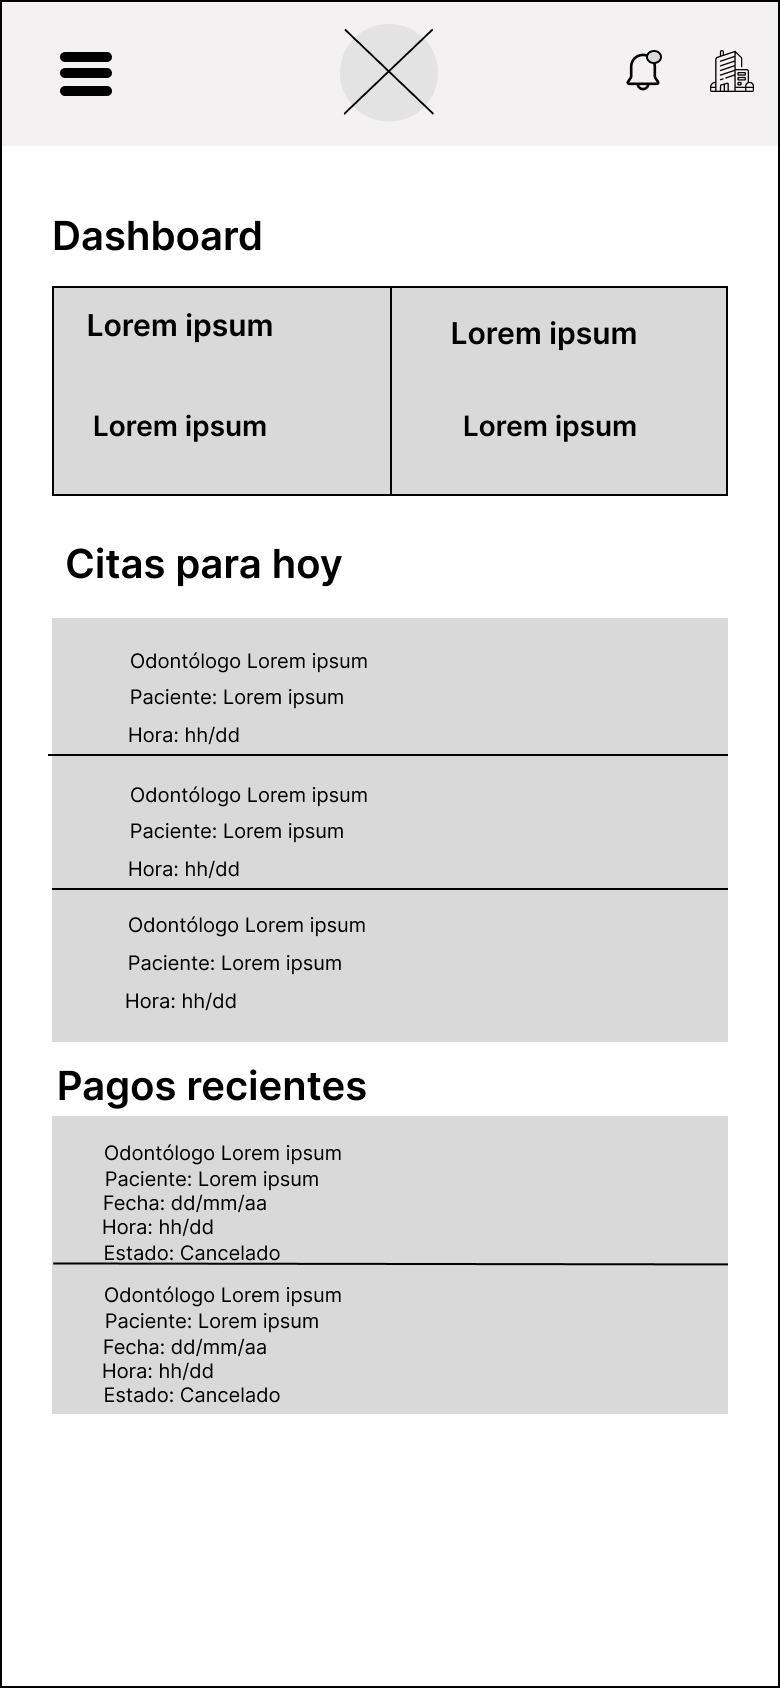 Dashboard
Lorem ipsum
Lorem ipsum
Lorem ipsum
Lorem ipsum
Citas para hoy
Odontólogo Lorem ipsum
Paciente: Lorem ipsum
Hora: hh/dd
Odontólogo Lorem ipsum
Paciente: Lorem ipsum
Hora: hh/dd
Odontólogo Lorem ipsum
Paciente: Lorem ipsum
Hora: hh/dd
Pagos recientes
Odontólogo Lorem ipsum
Paciente: Lorem ipsum
Fecha: dd/mm/aa
Hora: hh/dd
Estado: Cancelado
Odontólogo Lorem ipsum
Paciente: Lorem ipsum
Fecha: dd/mm/aa
Hora: hh/dd
Estado: Cancelado